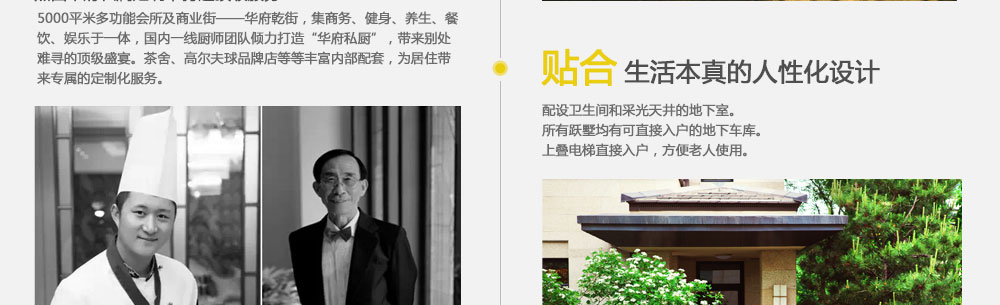 5000平米多功能会所及商业街——华府乾街，集商务、健身、养生、餐
饮、娱乐于一体，国内一线厨师团队倾力打造“华府私厨”，带来别处
难寻的顶级盛宴。茶舍、高尔夫球品牌店等等丰富内部配套，为居住带
来专属的定制化服务。
贴合 生活本真的人性化设计
配设卫生间和采光天井的地下室。
所有跃墅均有可直接入户的地下车库。
上叠电梯直接入户，方便老人使用。